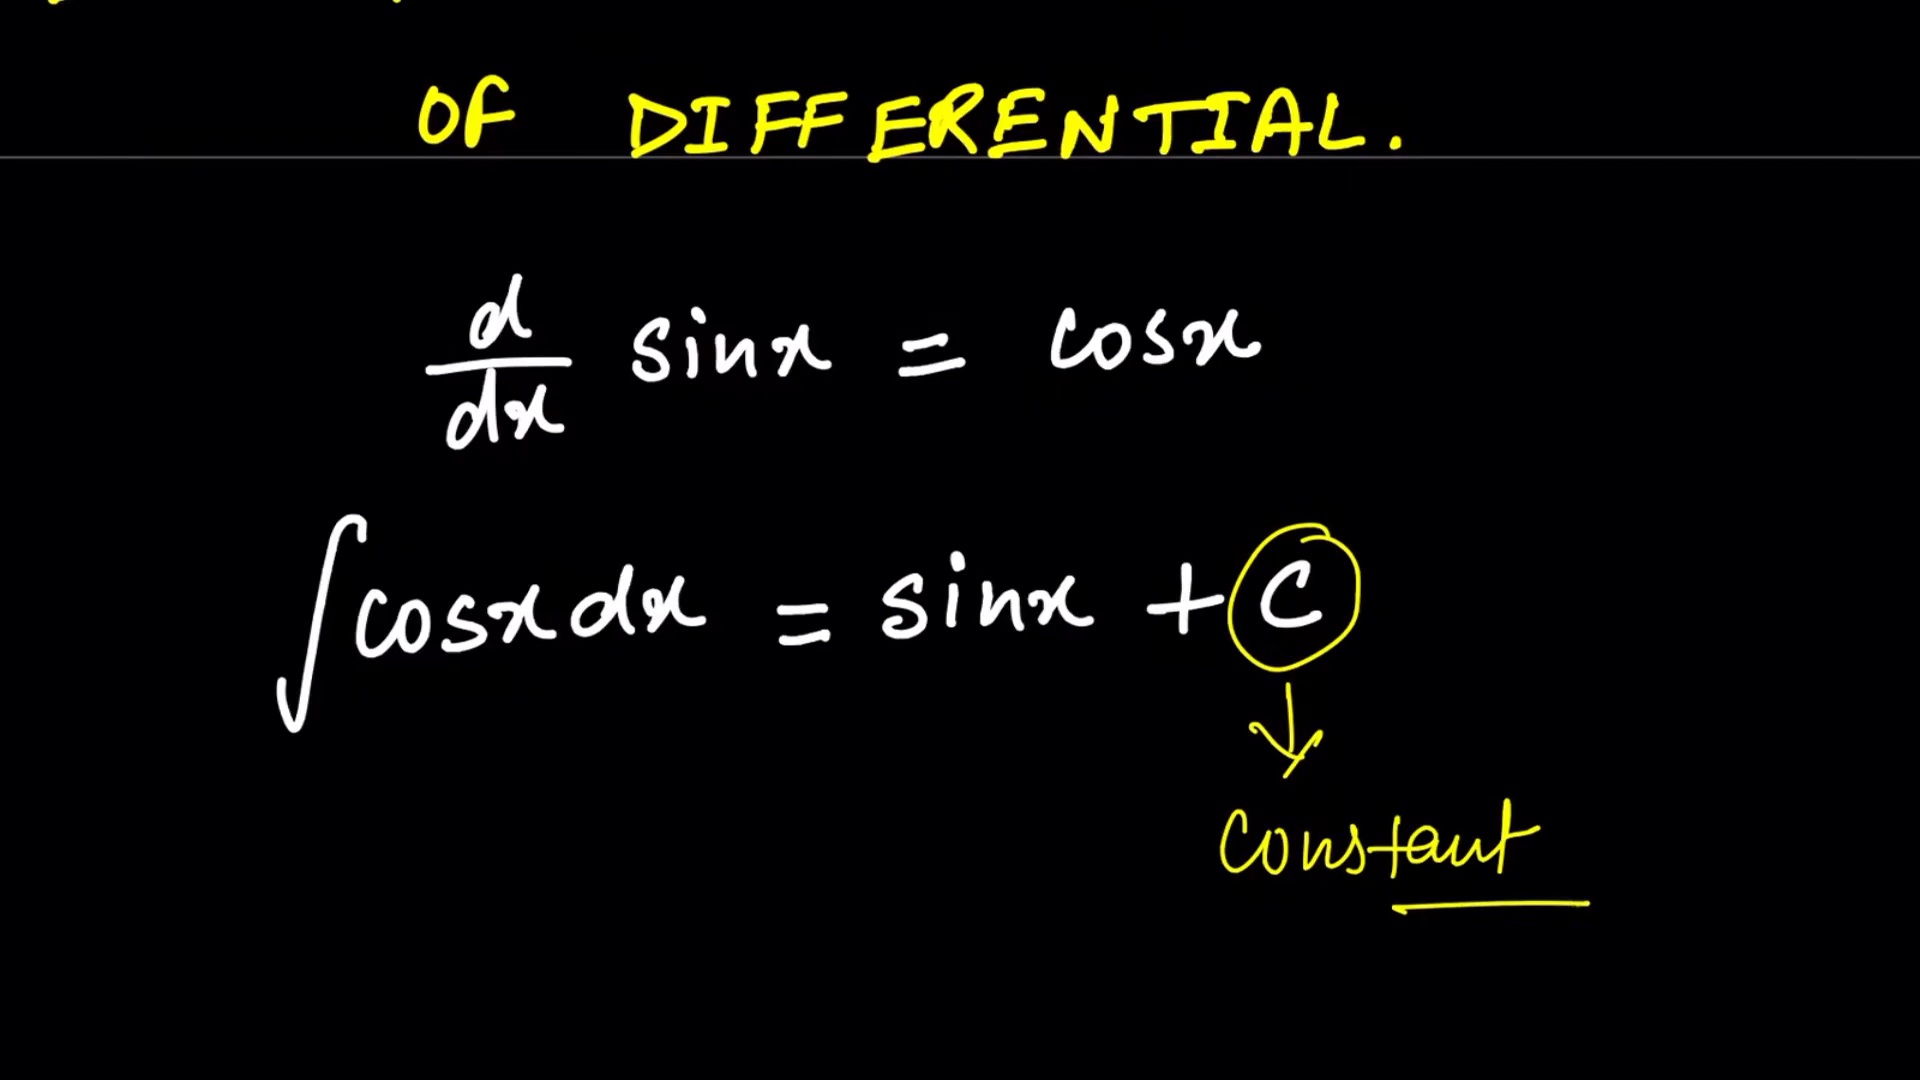 OF DIFFERENTIAL.
d/dx sinx = cosx
∫cosx dx = sinx + C
↓
Constant